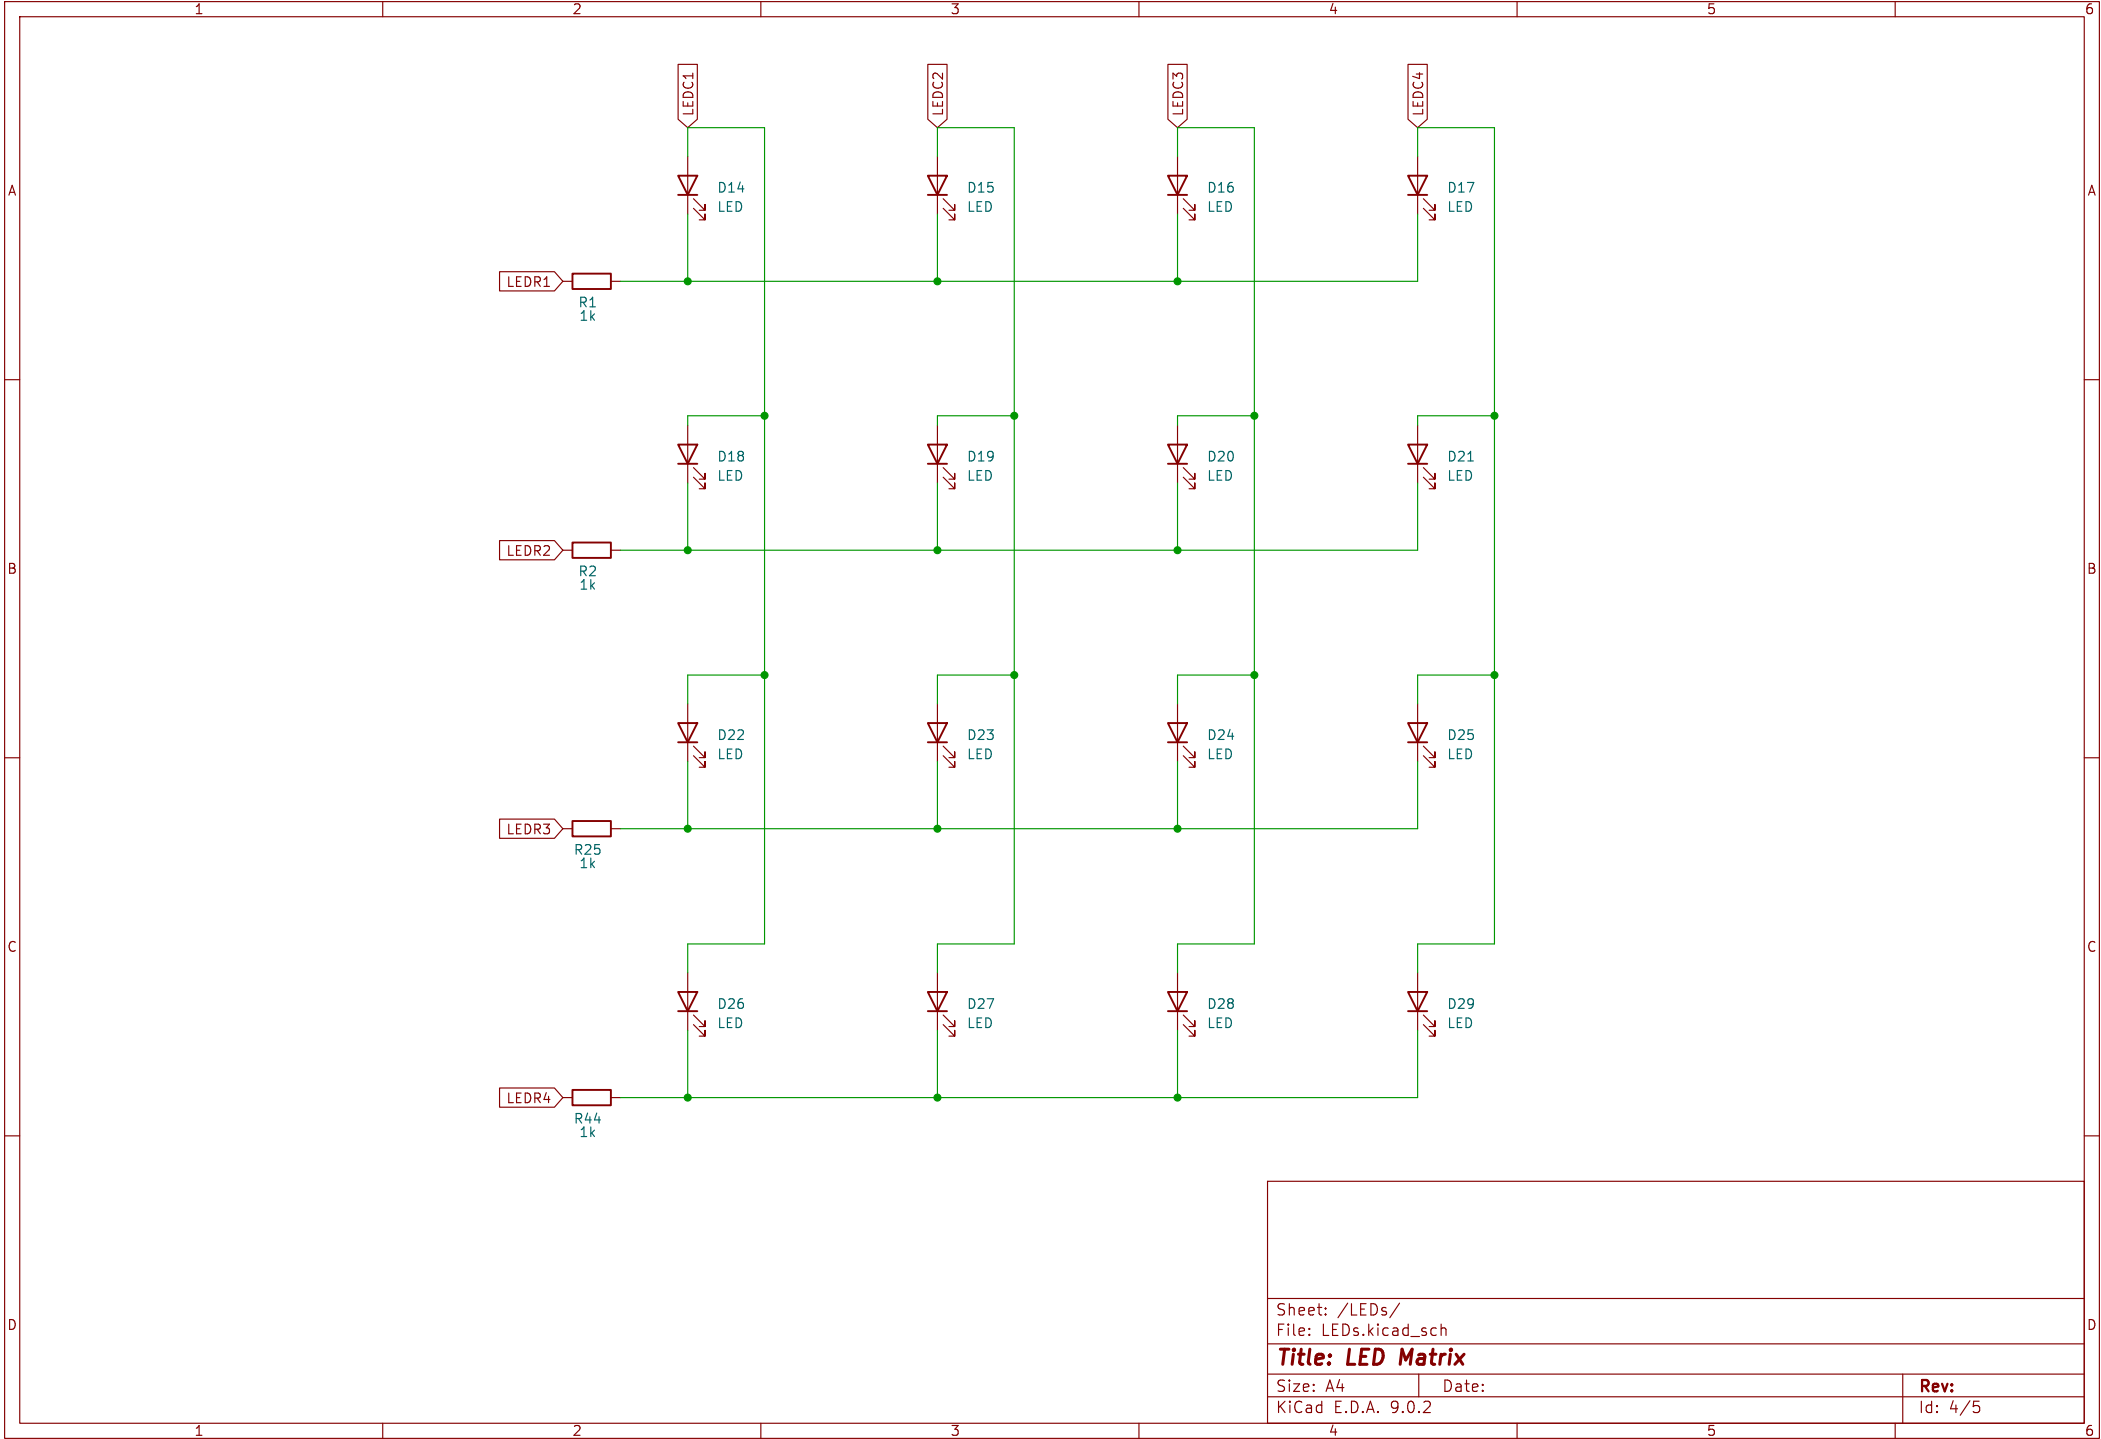 1 2 3 4 5 6
LEDC1 LEDC2 LEDC3 LEDC4
A D14 D15 D16 D17 A
LED LED LED LED
LEDR1
R1
1k
D18 D19 D20 D21
LED LED LED LED
LEDR2
B R2 B
1k
D22 D23 D24 D25
LED LED LED LED
LEDR3
R25
1k
C C
D26 D27 D28 D29
LED LED LED LED
LEDR4
R44
1k
Sheet: /LEDs/
D File: LEDs.kicad_sch D
Title: LED Matrix
Size: A4 Date: Rev:
KiCad E.D.A. 9.0.2 Id: 4/5
1 2 3 4 5 6